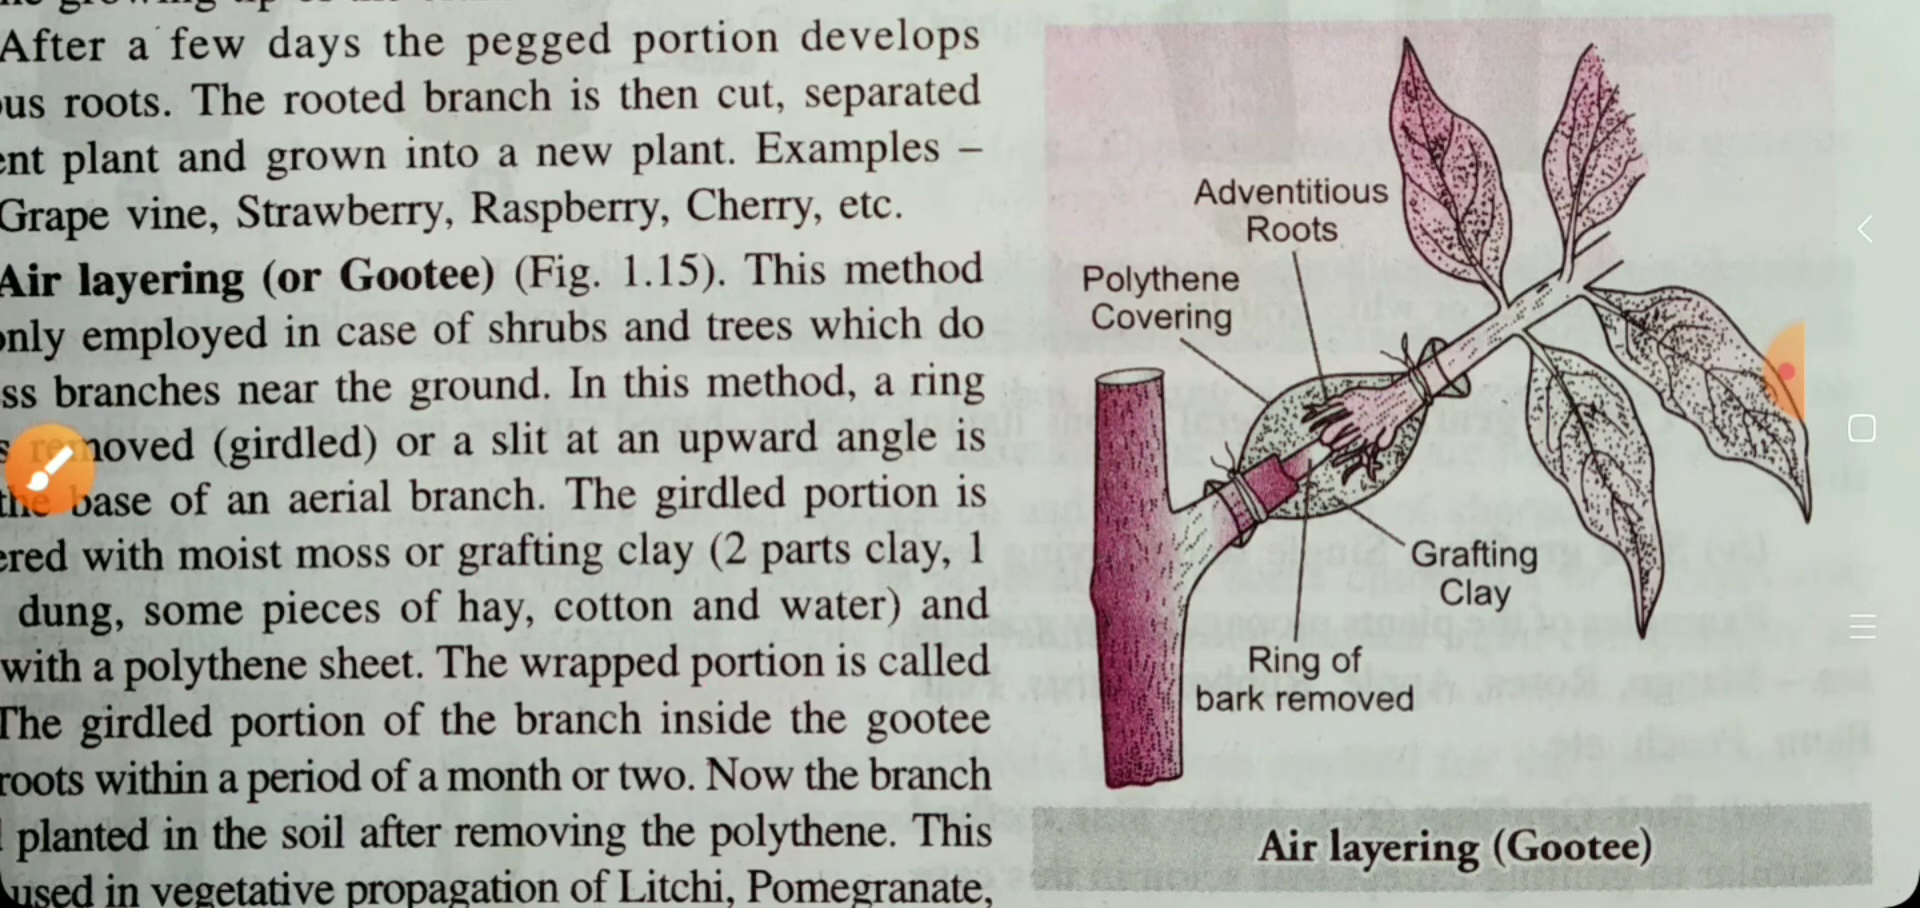 After a few days the pegged portion develops
us roots. The rooted branch is then cut, separated
ent plant and grown into a new plant. Examples –
Grape vine, Strawberry, Raspberry, Cherry, etc.
Air layering (or Gootee) (Fig. 1.15). This method
only employed in case of shrubs and trees which do
ss branches near the ground. In this method, a ring
s removed (girdled) or a slit at an upward angle is
the base of an aerial branch. The girdled portion is
ered with moist moss or grafting clay (2 parts clay, 1
dung, some pieces of hay, cotton and water) and
with a polythene sheet. The wrapped portion is called
The girdled portion of the branch inside the gootee
roots within a period of a month or two. Now the branch
planted in the soil after removing the polythene. This
used in vegetative propagation of Litchi, Pomegranate,
Adventitious
Roots
Polythene
Covering
Grafting
Clay
Ring of
bark removed
Air layering (Gootee)